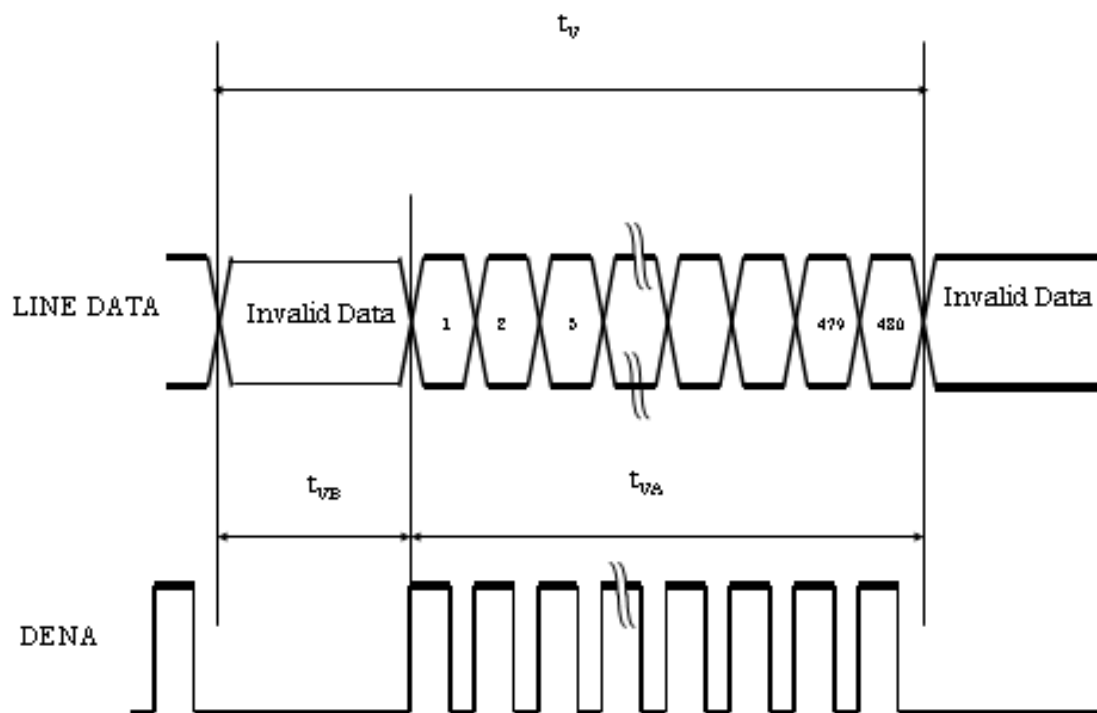 tV
LINE DATA
Invalid Data
1
2
3
479
480
Invalid Data
tVB
tVA
DENA